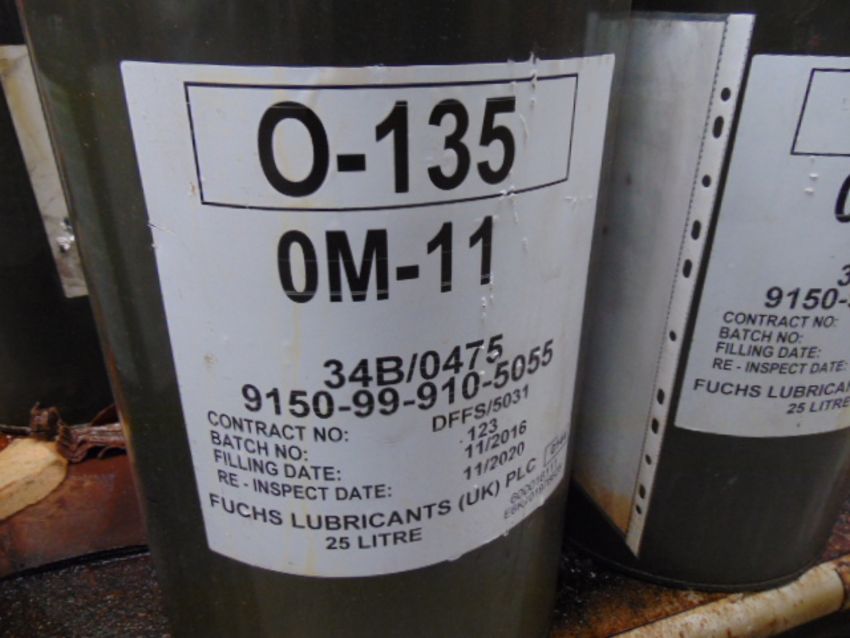 O-135
0M-11
34B/0475
9150-99-910-5055
CONTRACT NO: DFFS/5031
BATCH NO: 123
FILLING DATE: 11/2016
RE - INSPECT DATE: 11/2020
FUCHS LUBRICANTS (UK) PLC
25 LITRE
9150-
CONTRACT NO:
BATCH NO:
FILLING DATE:
RE - INSPECT DATE:
FUCHS LUBRICANT
25 LITRE